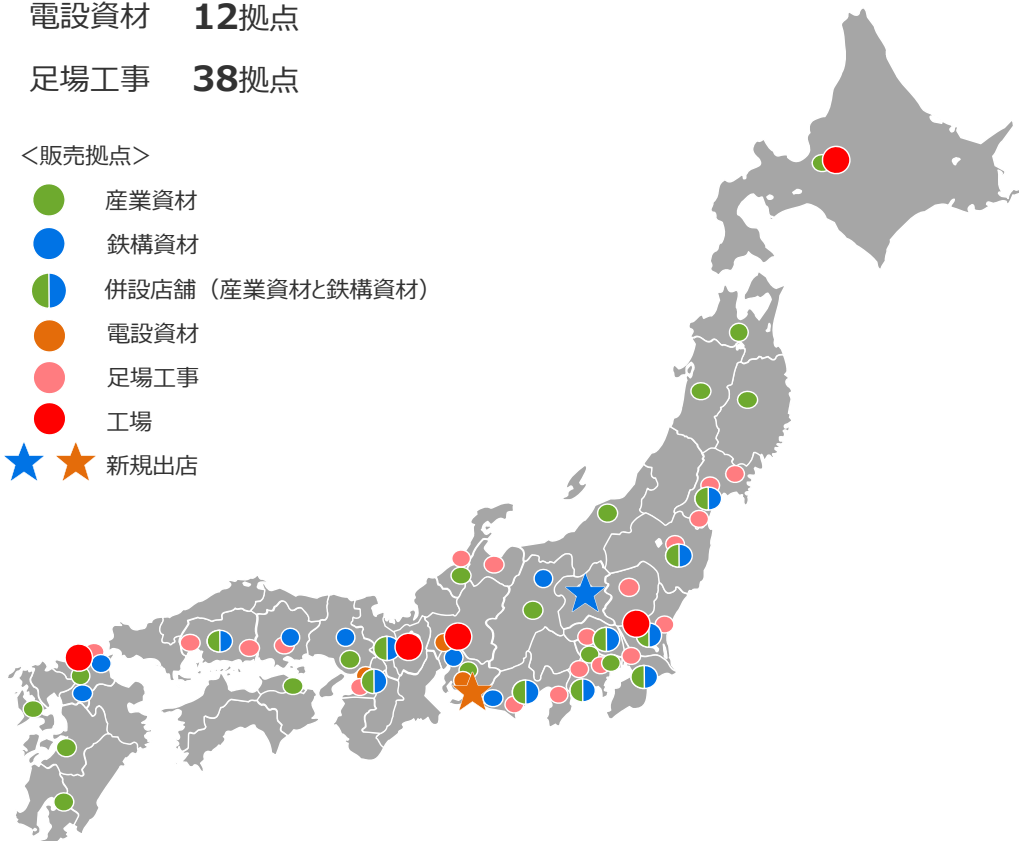 電設資材 12拠点
足場工事 38拠点
＜販売拠点＞
産業資材
鉄構資材
併設店舗（産業資材と鉄構資材）
電設資材
足場工事
工場
新規出店